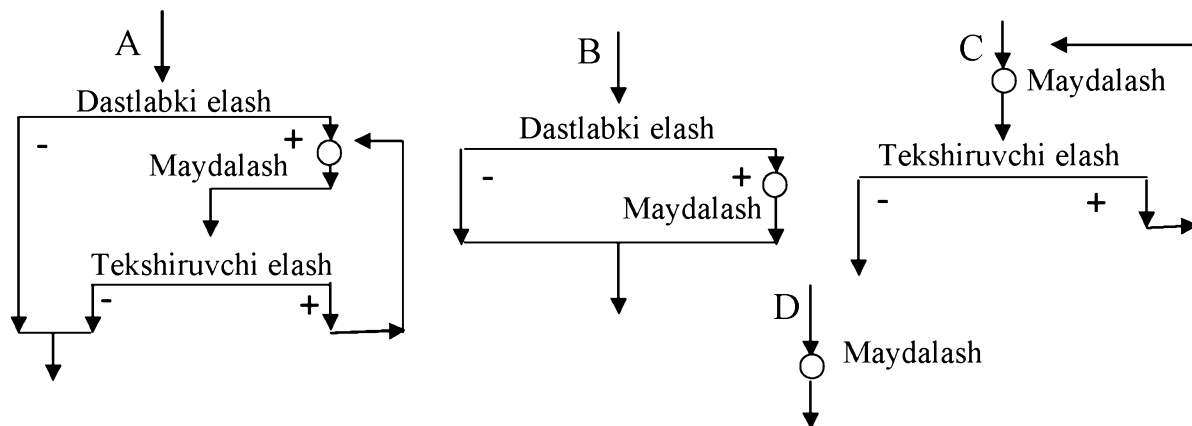 A
Dastlabki elash
-
+
Maydalash
Tekshiruvchi elash
-
+
B
Dastlabki elash
-
+
Maydalash
C
Maydalash
Tekshiruvchi elash
-
+
D
Maydalash